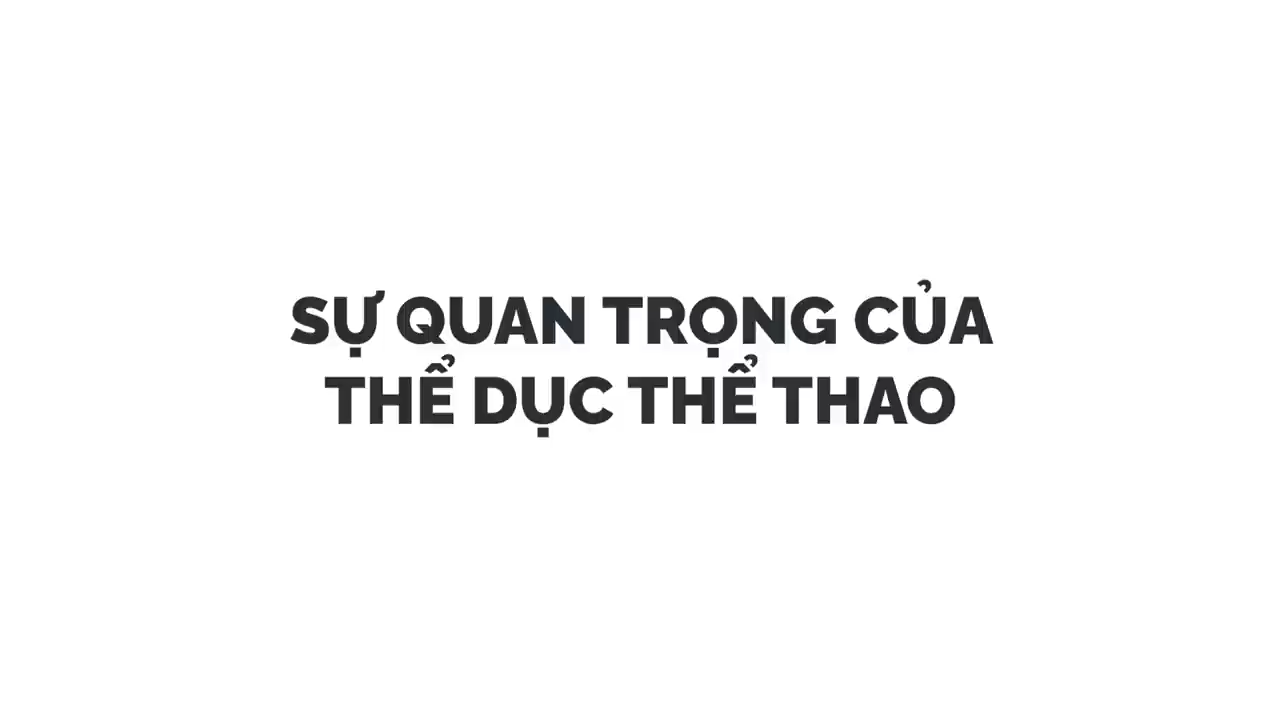 SỰ QUAN TRỌNG CỦA
THỂ DỤC THỂ THAO